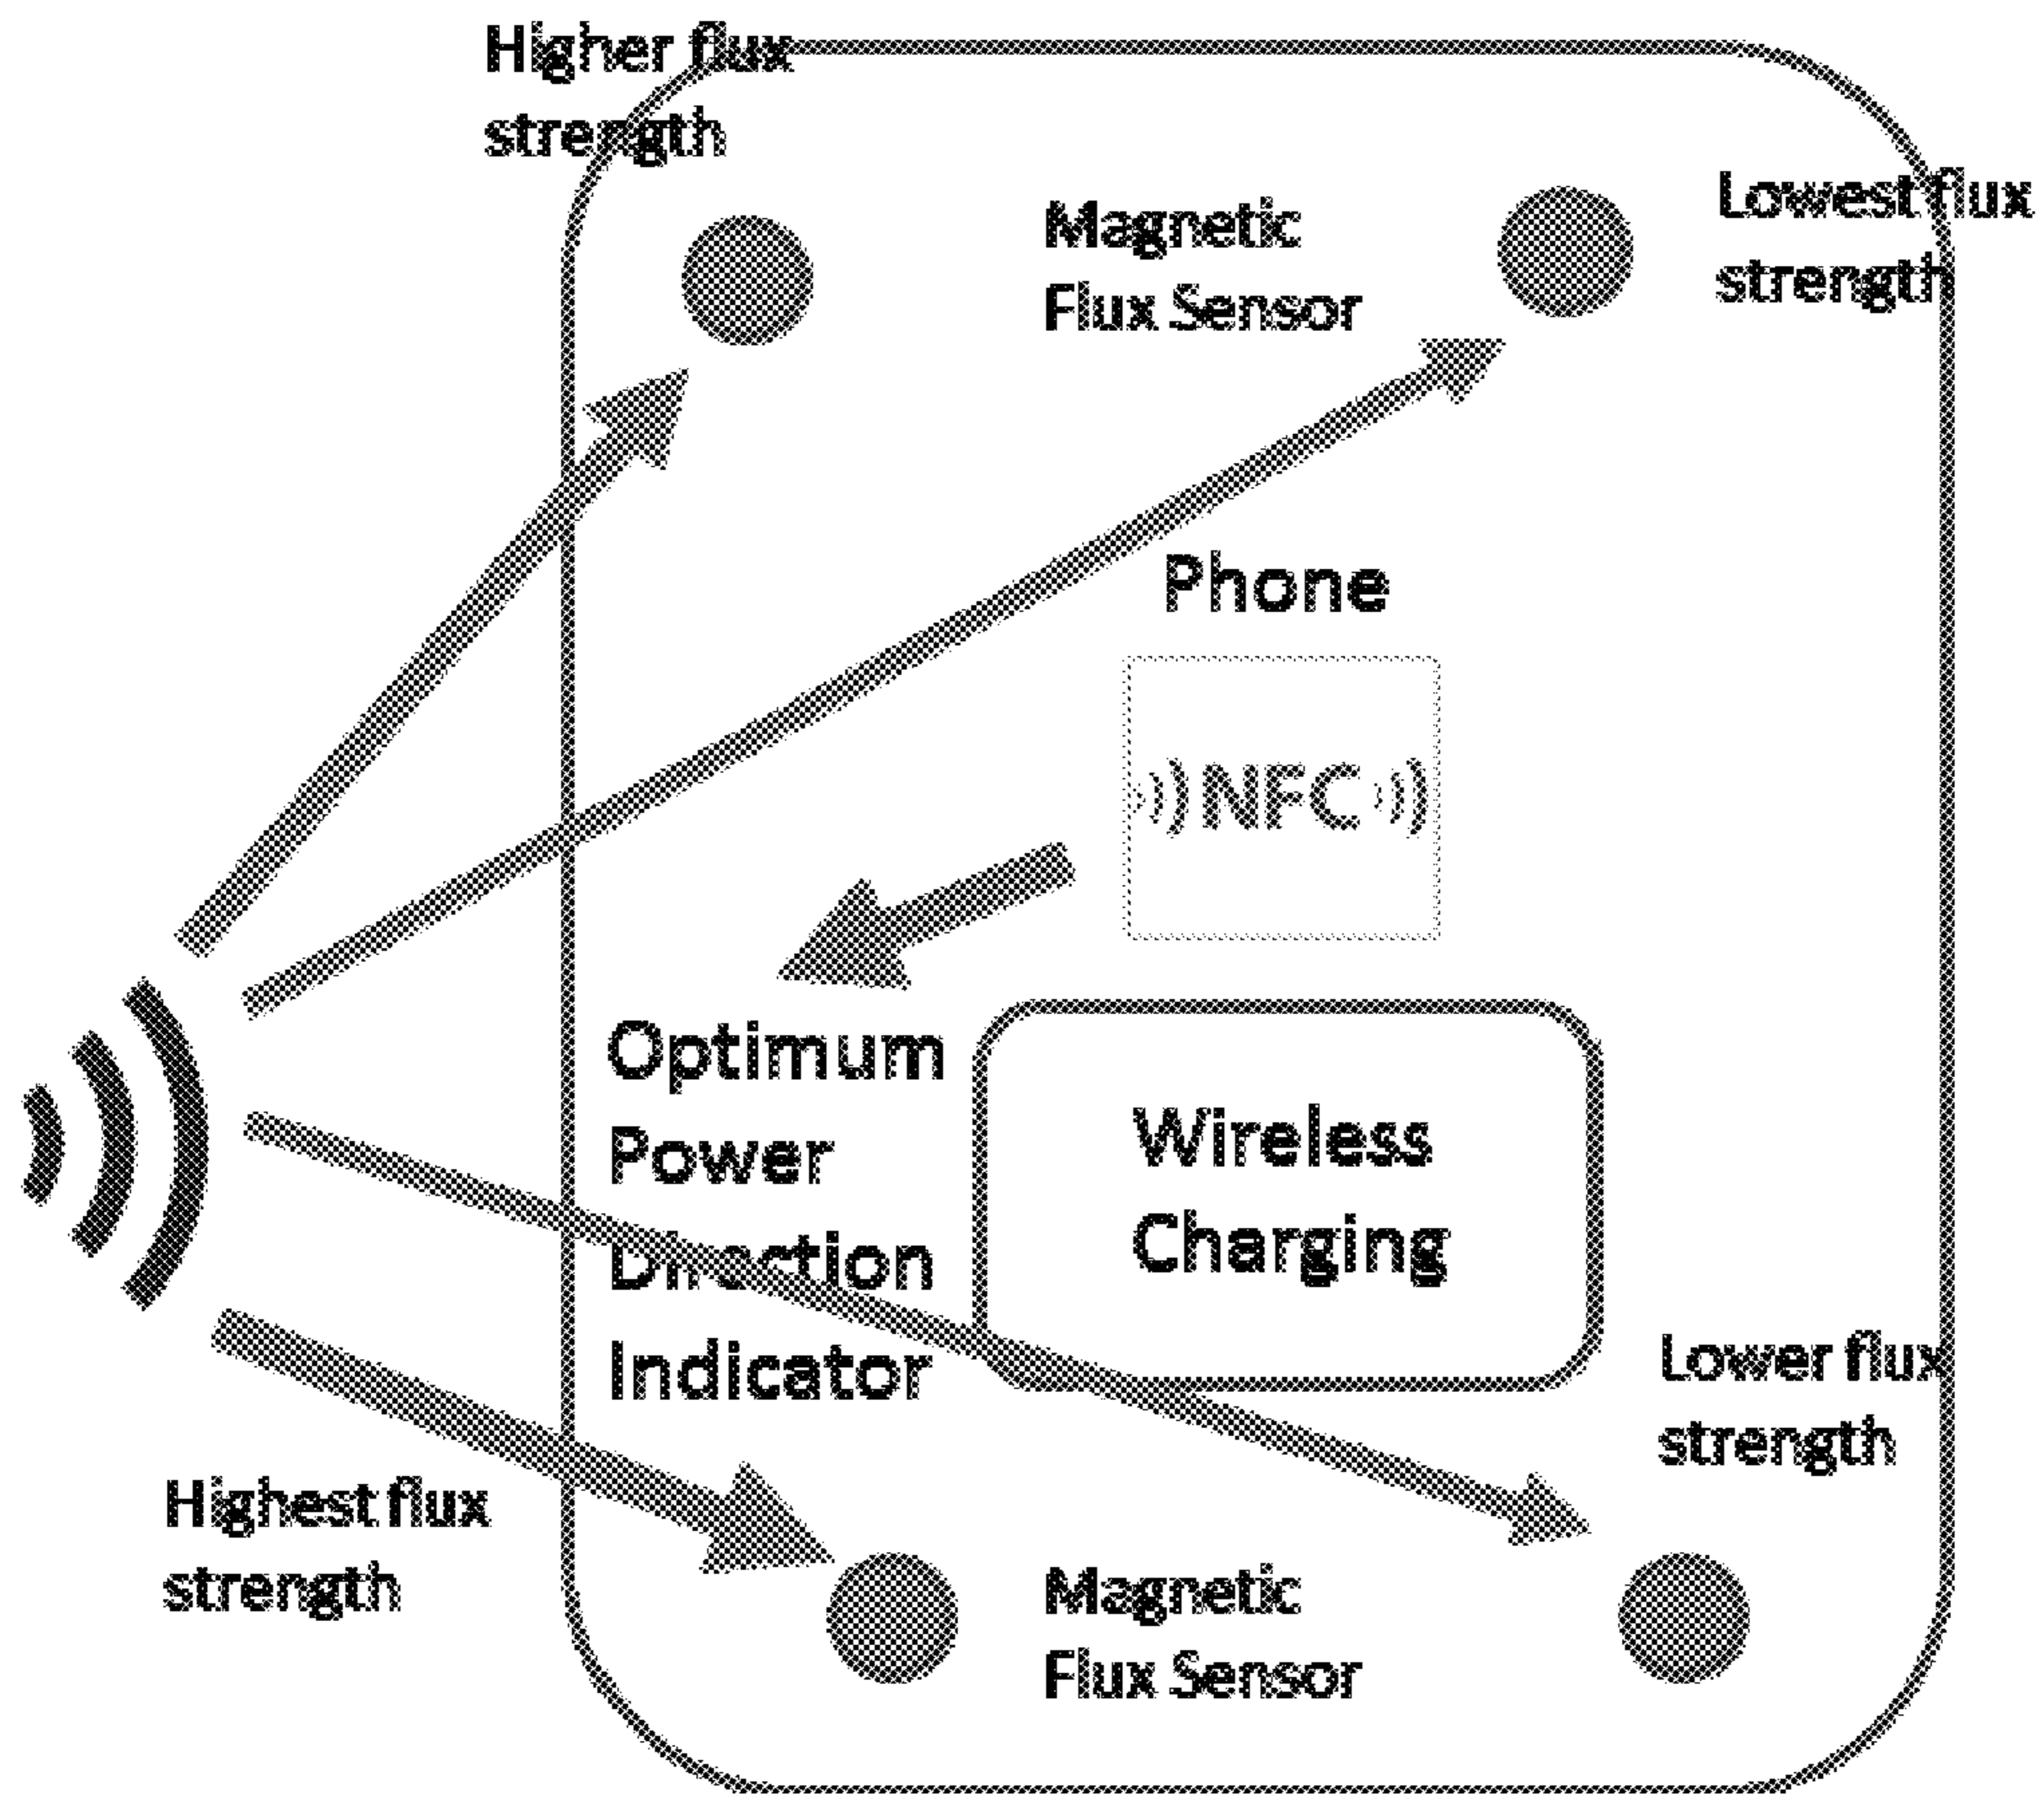 Higher flux
strength
Magnetic
Flux Sensor
Lowest flux
strength
Phone
NFC
Optimum
Power
Direction
Indicator
Wireless
Charging
Lower flux
strength
Highest flux
strength
Magnetic
Flux Sensor